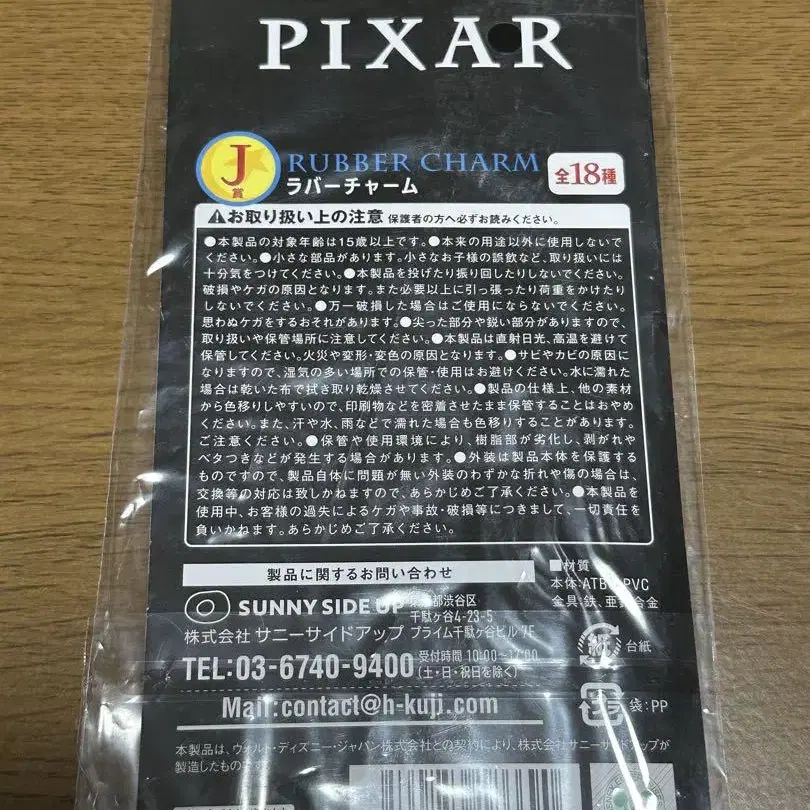 PIXAR
J賞
RUBBER CHARM
ラバーチャーム
全18種
お取り扱い上の注意 保護者の方へ必ずお読みください。
●本製品の対象年齢は15歳以上です。●本来の用途以外に使用しないで
ください。●小さな部品があります。小さなお子様の誤飲など、取り扱いには
十分気をつけてください。●本製品を投げたり振り回したりしないでください。
破損やケガの原因となります。また必要以上に引っ張ったり荷重をかけたり
しないでください。●万一破損した場合はご使用にならないでください。
思わぬケガをするおそれがあります。●尖った部分や鋭い部分がありますので、
取り扱いや保管場所に注意してください。●本製品は直射日光、高温を避けて
保管してください。火災や変形・変色の原因となります。●サビやカビの原因に
なりますので、湿気の多い場所での保管・使用はお避けください。水に濡れた
場合は乾いた布で拭き取り乾燥させてください。●製品の仕様上、他の素材
から色移りしやすいので、印刷物などを密着させたまま保管することはおやめ
ください。また、汗や水、雨などで濡れた場合も色移りすることがあります。
ご注意ください。●保管や使用環境により、樹脂部が劣化し、剥がれや
ベタつきなどが発生する場合があります。●外装は製品本体を保護する
ものですので、製品自体に問題が無い外装のわずかな折れや傷の場合は、
交換等の対応は致しかねますので、あらかじめご了承ください。●本製品を
使用中、お客様の過失によるケガや事故・破損等につきまして、一切責任を
負いかねます。あらかじめご了承ください。
製品に関するお問い合わせ
SUNNY SIDE UP
株式会社 サニーサイドアップ
東京都渋谷区
千駄ヶ谷4-23-5
プライム千駄ヶ谷ビル 7F
TEL:03-6740-9400
受付時間 10:00〜17:00
(土・日・祝日を除く)
Mail:contact@h-kuji.com
■材質
本体:ATBC-PVC
金具:鉄、亜鉛合金
紙 台紙
プラ 袋:PP
本製品は、ウォルト・ディズニー・ジャパン株式会社との契約により、株式会社サニーサイドアップが
製造したものです。